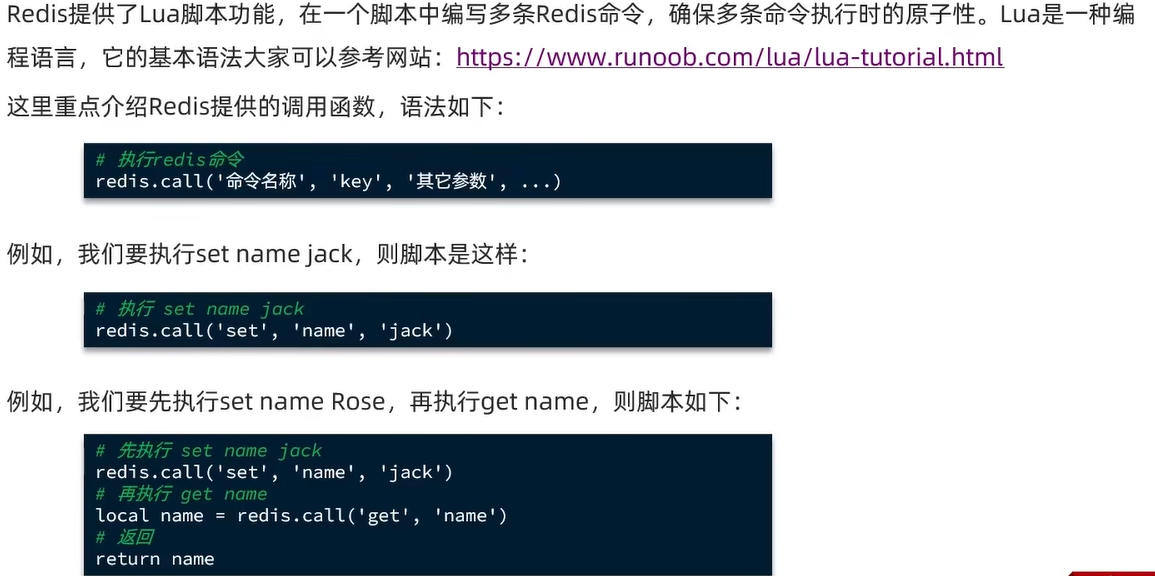 Redis提供了Lua脚本功能，在一个脚本中编写多条Redis命令，确保多条命令执行时的原子性。Lua是一种编
程语言，它的基本语法大家可以参考网站：https://www.runoob.com/lua/lua-tutorial.html
这里重点介绍Redis提供的调用函数，语法如下：
# 执行redis命令
redis.call('命令名称', 'key', '其它参数', ...)
例如，我们要执行set name jack，则脚本是这样：
# 执行 set name jack
redis.call('set', 'name', 'jack')
例如，我们要先执行set name Rose，再执行get name，则脚本如下：
# 先执行 set name jack
redis.call('set', 'name', 'jack')
# 再执行 get name
local name = redis.call('get', 'name')
# 返回
return name